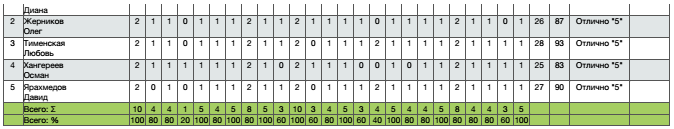 Диана
2 Жерников Олег 2 1 1 0 1 1 1 2 1 1 2 1 1 1 1 0 1 1 1 1 2 1 1 0 1 26 87 Отлично "5"
3 Тименская Любовь 2 1 1 0 1 1 1 2 1 1 2 0 1 1 1 2 1 1 1 1 2 1 1 1 1 28 93 Отлично "5"
4 Хангереев Осман 2 1 1 1 1 1 1 2 1 0 2 1 1 1 0 0 1 0 1 1 2 1 1 1 1 25 83 Отлично "5"
5 Ярахмедов Давид 2 0 1 0 1 1 1 2 1 1 2 0 1 1 1 2 1 1 1 1 2 1 1 1 1 27 90 Отлично "5"
Всего: Σ 10 4 4 1 5 4 5 8 5 3 10 3 4 5 3 4 5 4 5 4 8 4 4 3 5
Всего: % 100 80 80 20 100 80 100 80 100 60 100 60 80 100 60 40 100 80 100 80 80 80 80 60 100